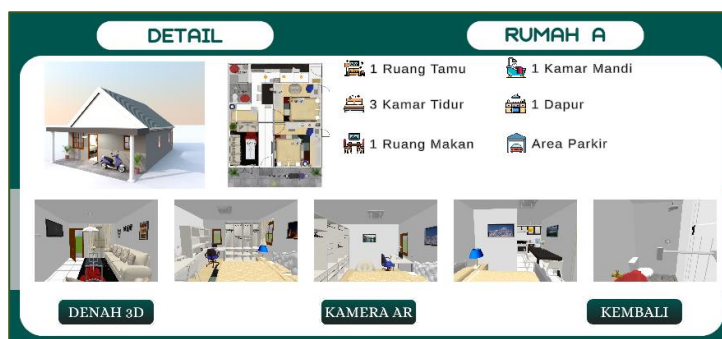 DETAIL
RUMAH A
1 Ruang Tamu
1 Kamar Mandi
3 Kamar Tidur
1 Dapur
1 Ruang Makan
Area Parkir
DENAH 3D
KAMERA AR
KEMBALI